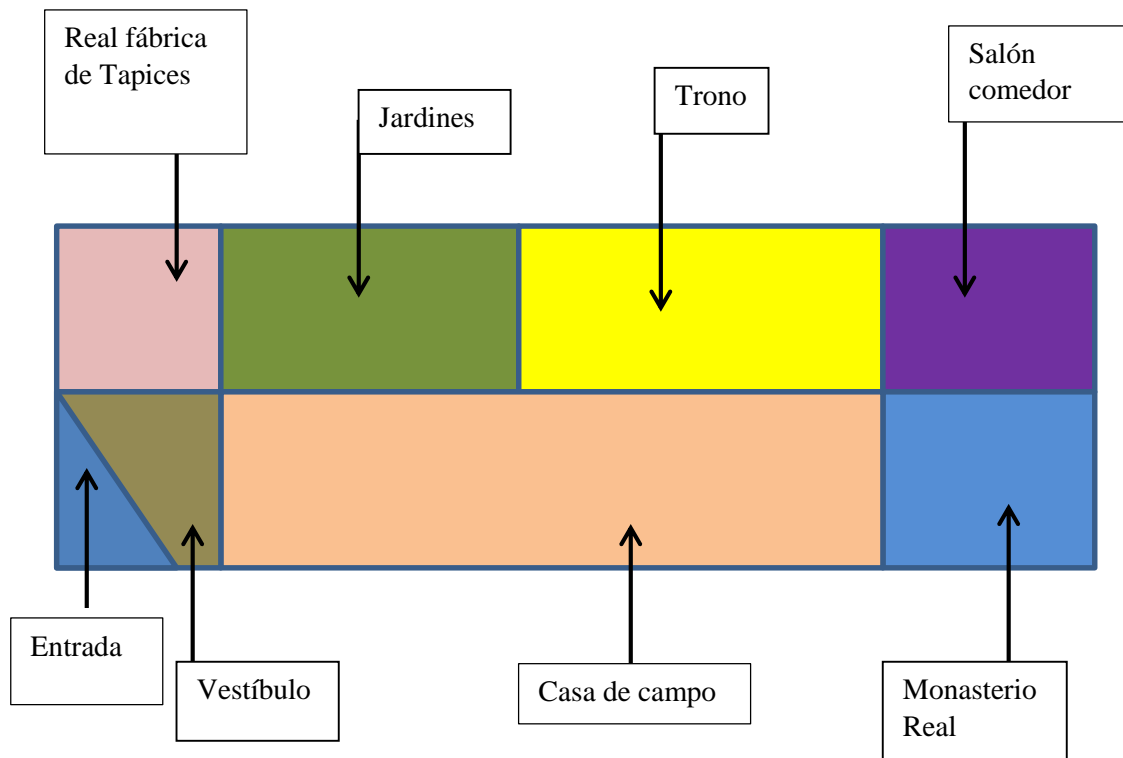 Real fábrica
de Tapices
Jardines
Trono
Salón
comedor
Entrada
Vestíbulo
Casa de campo
Monasterio
Real